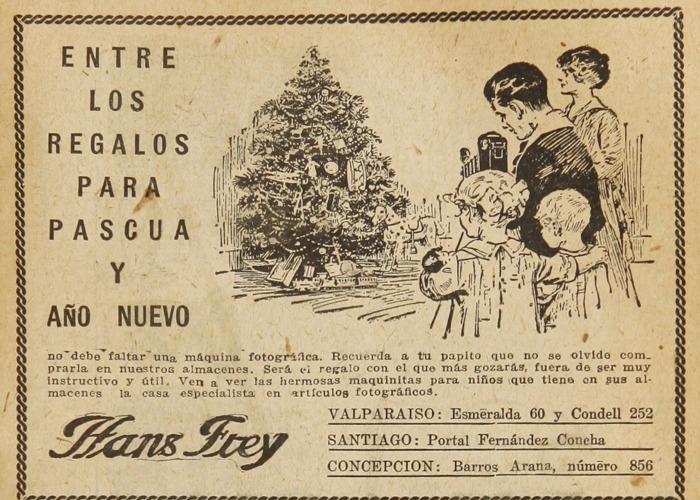 ENTRE
LOS
REGALOS
PARA
PASCUA
Y
AÑO NUEVO
no debe faltar una máquina fotográfica. Recuerda a tu papito que no se olvide com-
prarla en nuestros almacenes. Será el regalo con el que más gozarás, fuera de ser muy
instructivo y útil. Ven a ver las hermosas maquinitas para niños que tiene en sus al-
macenes la casa especialista en artículos fotográficos.
Hans Frey
VALPARAISO: Esmeralda 60 y Condell 252
SANTIAGO: Portal Fernández Concha
CONCEPCION: Barros Arana, número 856